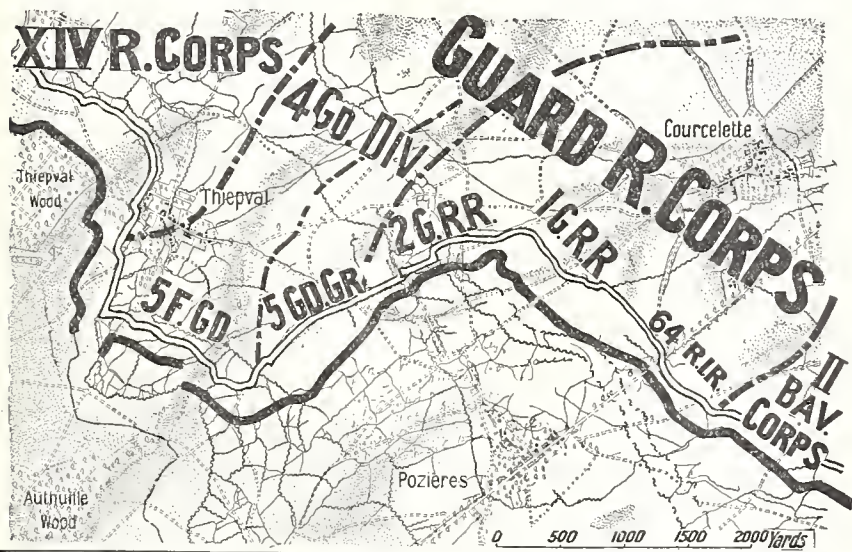 XIV R. CORPS
GUARD R. CORPS
4 GD. DIV.
Courcelette
Thiepval
Wood
Thiepval
2 G.R.R.
1 G.R.R
5 F. GD.
5 GD. GR.
64 R.I.R.
II
BAV.
CORPS
Pozières
Authuille
Wood
0 500 1000 1500 2000 Yards